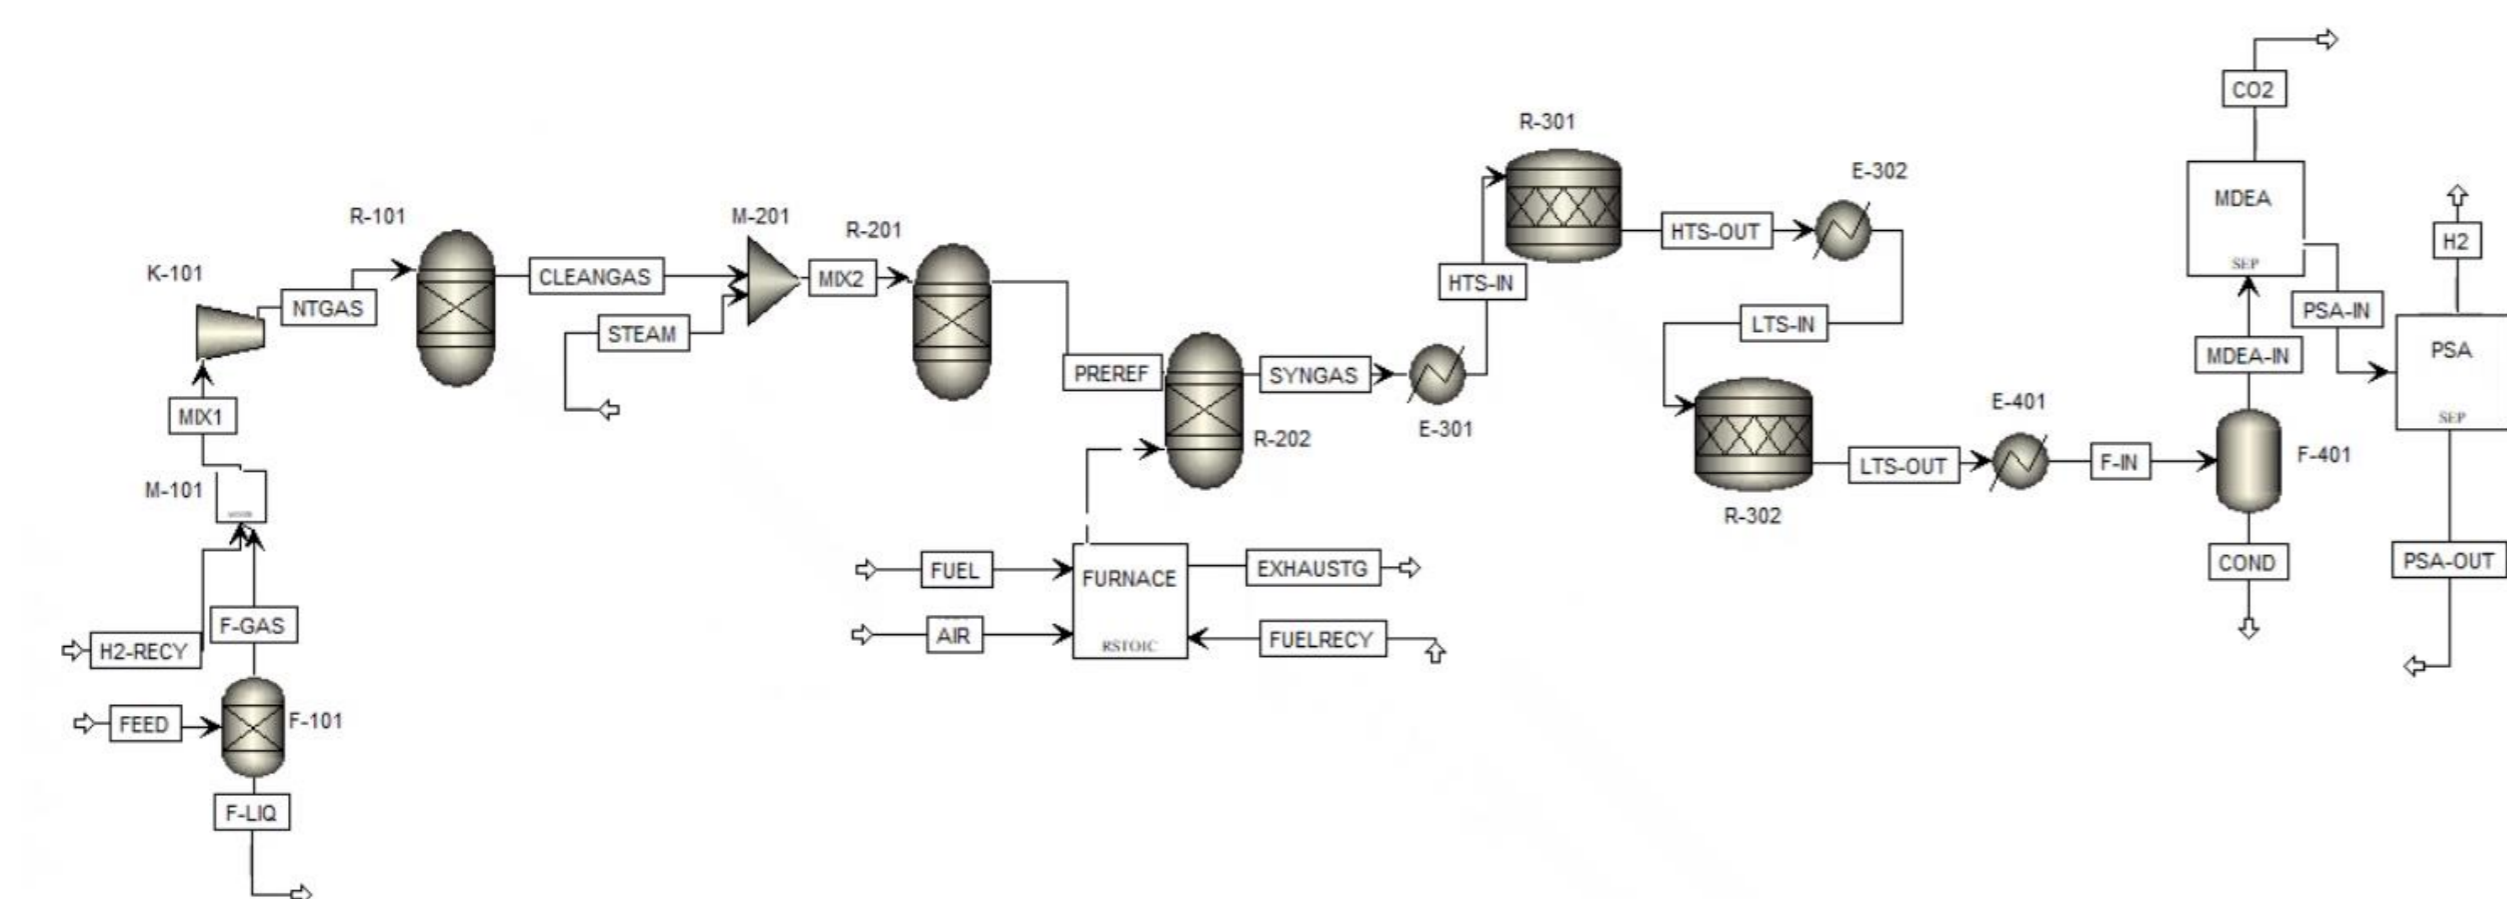 CO2
R-301
E-302
MDEA
SEP
R-101
M-201
R-201
HTS-OUT
H2
K-101
CLEANGAS
MIX2
HTS-IN
NTGAS
STEAM
LTS-IN
PSA-IN
MDEA-IN
PSA
SEP
PREREF
SYNGAS
E-301
R-202
MIX1
E-401
M-101
LTS-OUT
F-IN
F-401
R-302
FUEL
FURNACE
RSTOIC
EXHAUSTG
COND
PSA-OUT
AIR
FUELRECY
F-GAS
H2-RECY
FEED
F-101
F-LIQ